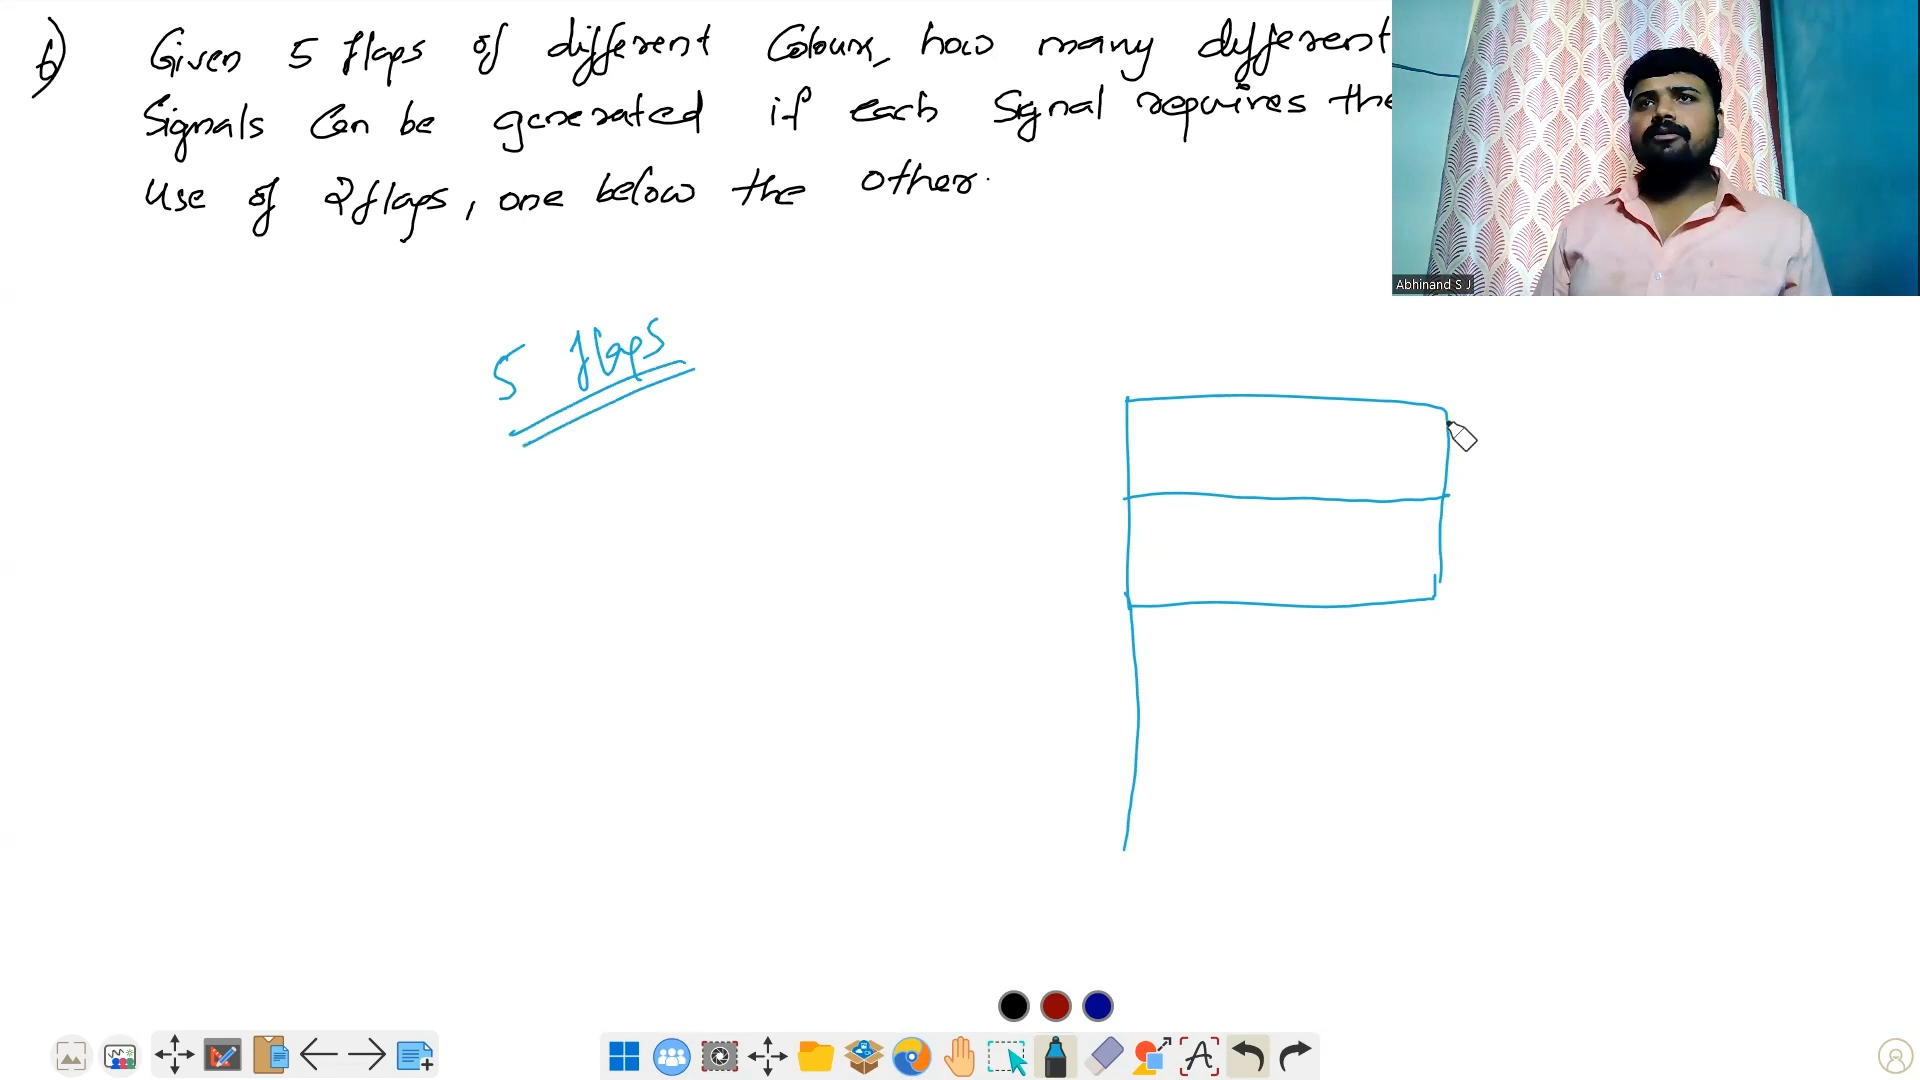 6) Given 5 flags of different Colours, how many different
Signals Can be generated if each Signal requires the
use of 2 flags, one below the other.
Abhinand S J
5 flags